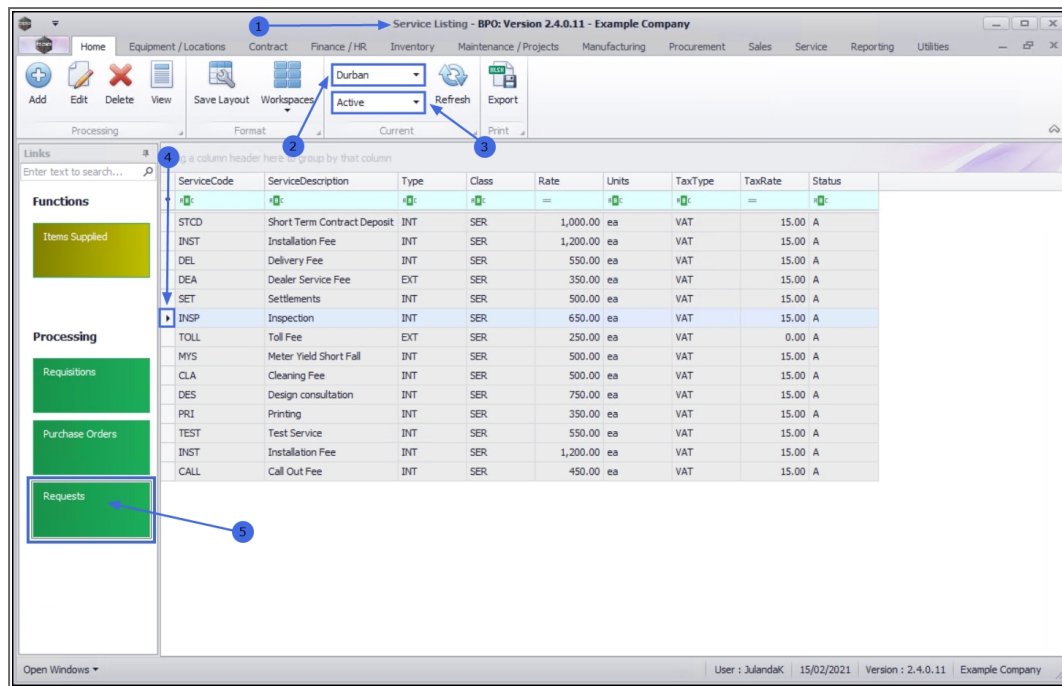 1
Service Listing - BPO: Version 2.4.0.11 - Example Company
Home Equipment / Locations Contract Finance / HR Inventory Maintenance / Projects Manufacturing Procurement Sales Service Reporting Utilities
Add Edit Delete View Save Layout Workspaces Durban Active Refresh Export
Processing Format Current Print
2 3
Links
4
g a column header here to group by that column
Enter text to search...
ServiceCode ServiceDescription Type Class Rate Units TaxType TaxRate Status
Functions
Items Supplied
STCD Short Term Contract Deposit INT SER 1,000.00 ea VAT 15.00 A
INST Installation Fee INT SER 1,200.00 ea VAT 15.00 A
DEL Delivery Fee INT SER 550.00 ea VAT 15.00 A
DEA Dealer Service Fee EXT SER 350.00 ea VAT 15.00 A
SET Settlements INT SER 500.00 ea VAT 15.00 A
INSP Inspection INT SER 650.00 ea VAT 15.00 A
TOLL Toll Fee EXT SER 250.00 ea VAT 0.00 A
MYS Meter Yield Short Fall INT SER 500.00 ea VAT 15.00 A
CLA Cleaning Fee INT SER 500.00 ea VAT 15.00 A
DES Design consultation INT SER 750.00 ea VAT 15.00 A
PRI Printing INT SER 350.00 ea VAT 15.00 A
TEST Test Service INT SER 550.00 ea VAT 15.00 A
INST Installation Fee INT SER 1,200.00 ea VAT 15.00 A
CALL Call Out Fee INT SER 450.00 ea VAT 15.00 A
Processing
Requisitions
Purchase Orders
Requests
5
Open Windows User : JulandaK 15/02/2021 Version : 2.4.0.11 Example Company